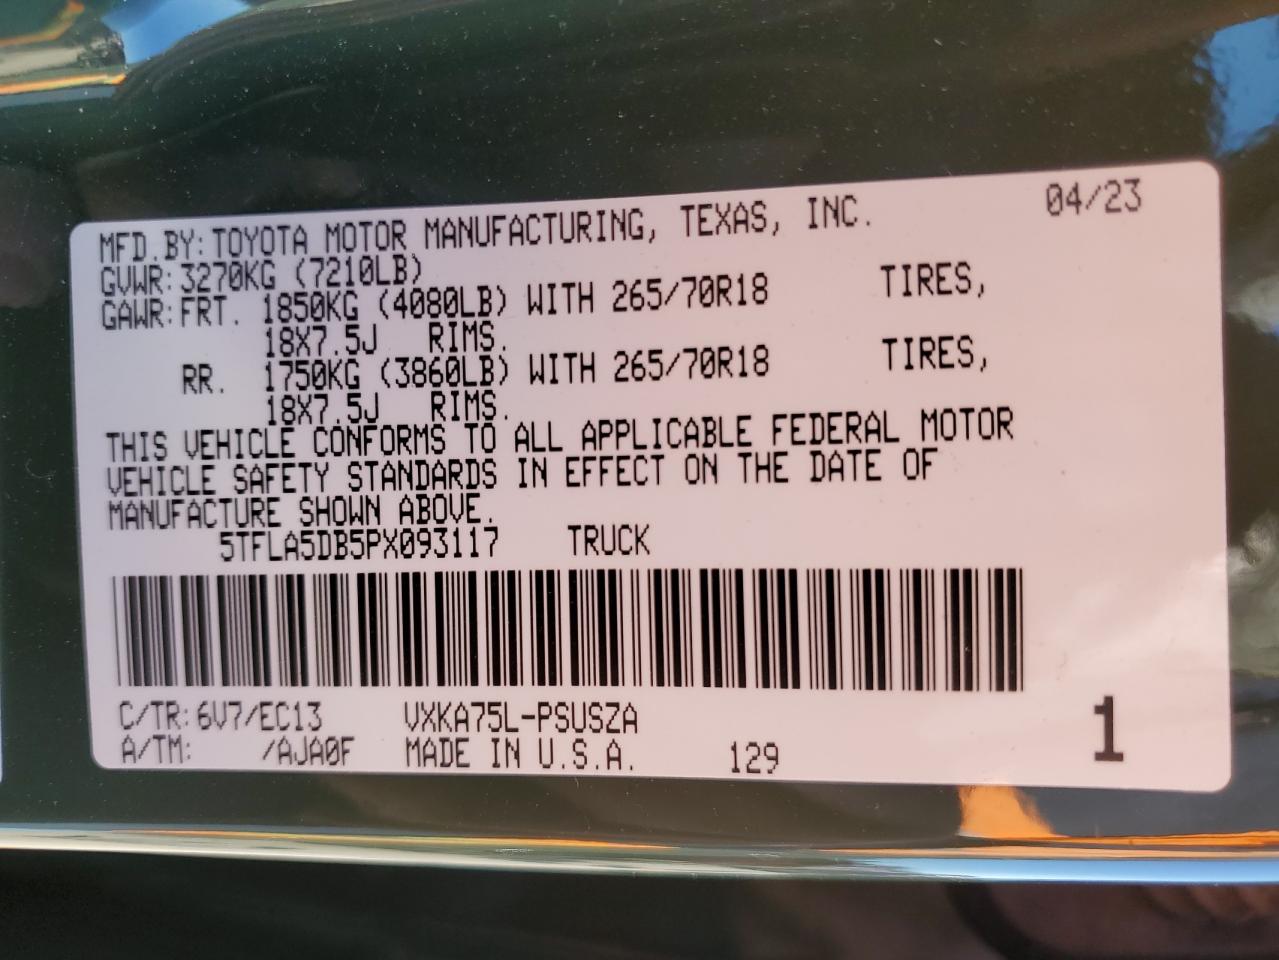 MFD.BY:TOYOTA MOTOR MANUFACTURING, TEXAS, INC. 04/23
GVWR:3270KG (7210LB)
GAWR:FRT. 1850KG (4080LB) WITH 265/70R18 TIRES,
18X7.5J RIMS.
RR. 1750KG (3860LB) WITH 265/70R18 TIRES,
18X7.5J RIMS.
THIS VEHICLE CONFORMS TO ALL APPLICABLE FEDERAL MOTOR
VEHICLE SAFETY STANDARDS IN EFFECT ON THE DATE OF
MANUFACTURE SHOWN ABOVE.
5TFLA5DB5PX093117 TRUCK
C/TR:6V7/EC13 VXKA75L-PSUSZA
A/TM: /AJA0F MADE IN U.S.A. 129 1